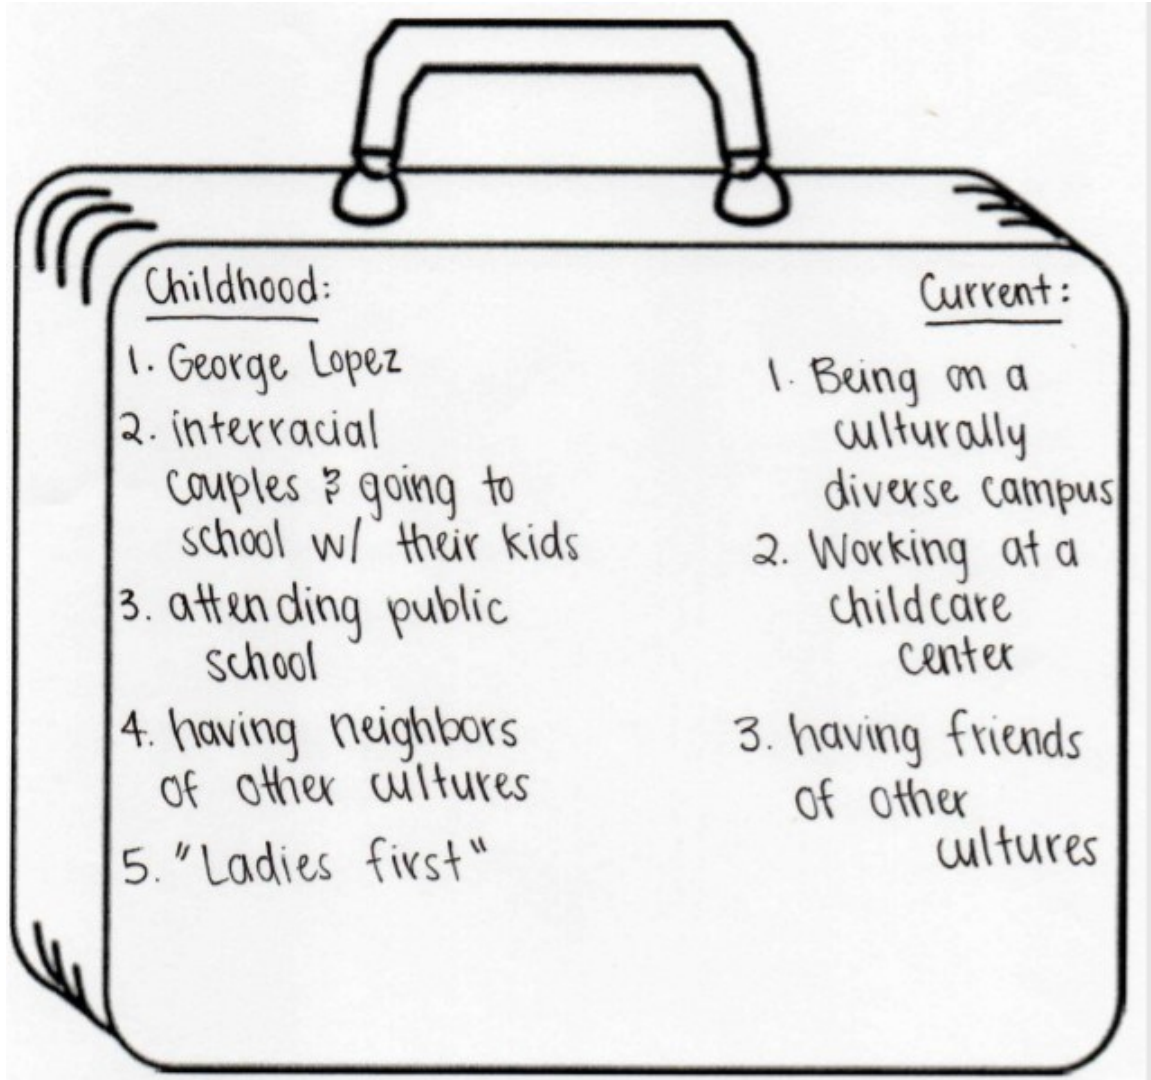 Childhood:
1. George Lopez
2. interracial
couples & going to
school w/ their kids
3. attending public
school
4. having neighbors
of other cultures
5. "Ladies first"
Current:
1. Being on a
culturally
diverse campus
2. Working at a
childcare
center
3. having friends
of other
cultures